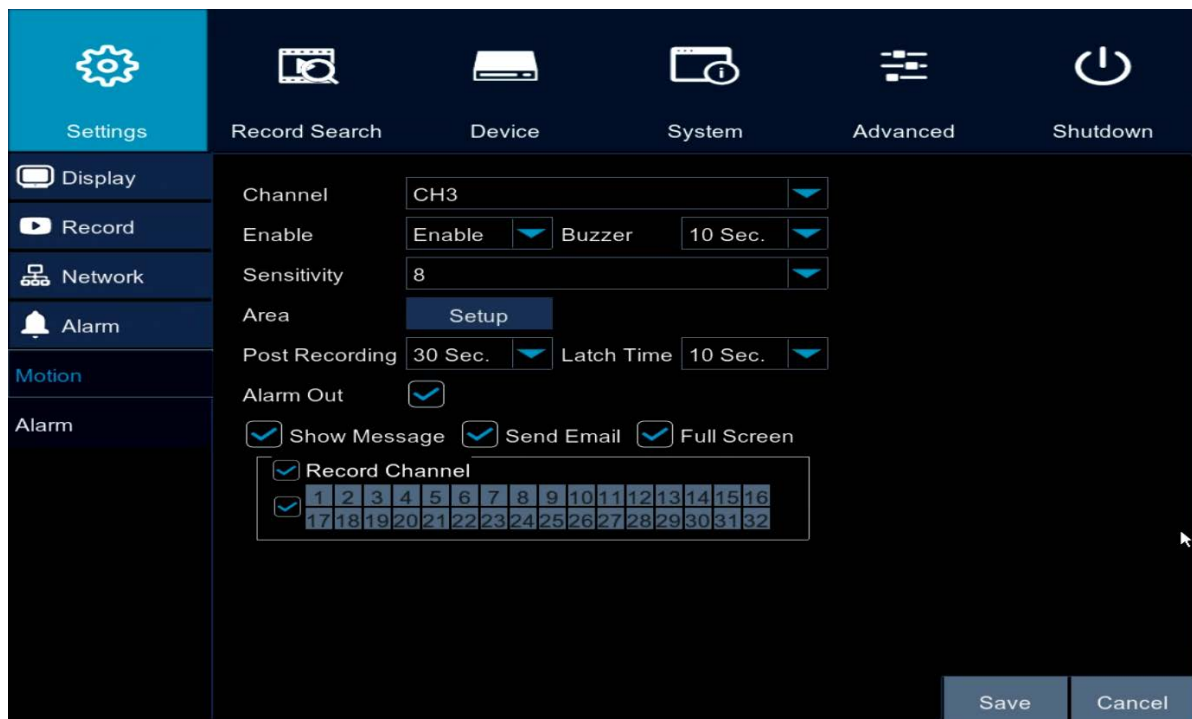 Settings Record Search Device System Advanced Shutdown
Display
Record
Network
Alarm
Motion
Alarm
Channel CH3
Enable Enable Buzzer 10 Sec.
Sensitivity 8
Area Setup
Post Recording 30 Sec. Latch Time 10 Sec.
Alarm Out
Show Message Send Email Full Screen
Record Channel
1 2 3 4 5 6 7 8 9 10 11 12 13 14 15 16
17 18 19 20 21 22 23 24 25 26 27 28 29 30 31 32
Save Cancel